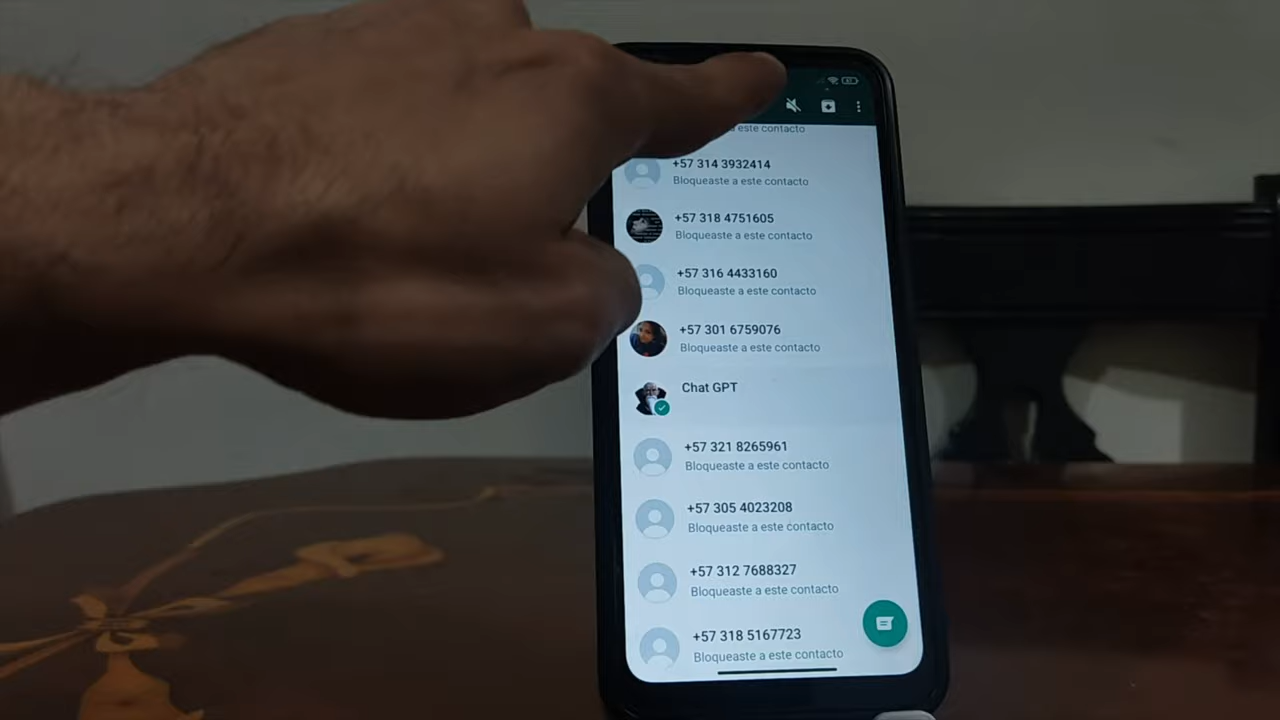 este contacto
+57 314 3932414
Bloqueaste a este contacto
+57 318 4751605
Bloqueaste a este contacto
+57 316 4433160
Bloqueaste a este contacto
+57 301 6759076
Bloqueaste a este contacto
Chat GPT
+57 321 8265961
Bloqueaste a este contacto
+57 305 4023208
Bloqueaste a este contacto
+57 312 7688327
Bloqueaste a este contacto
+57 318 5167723
Bloqueaste a este contacto